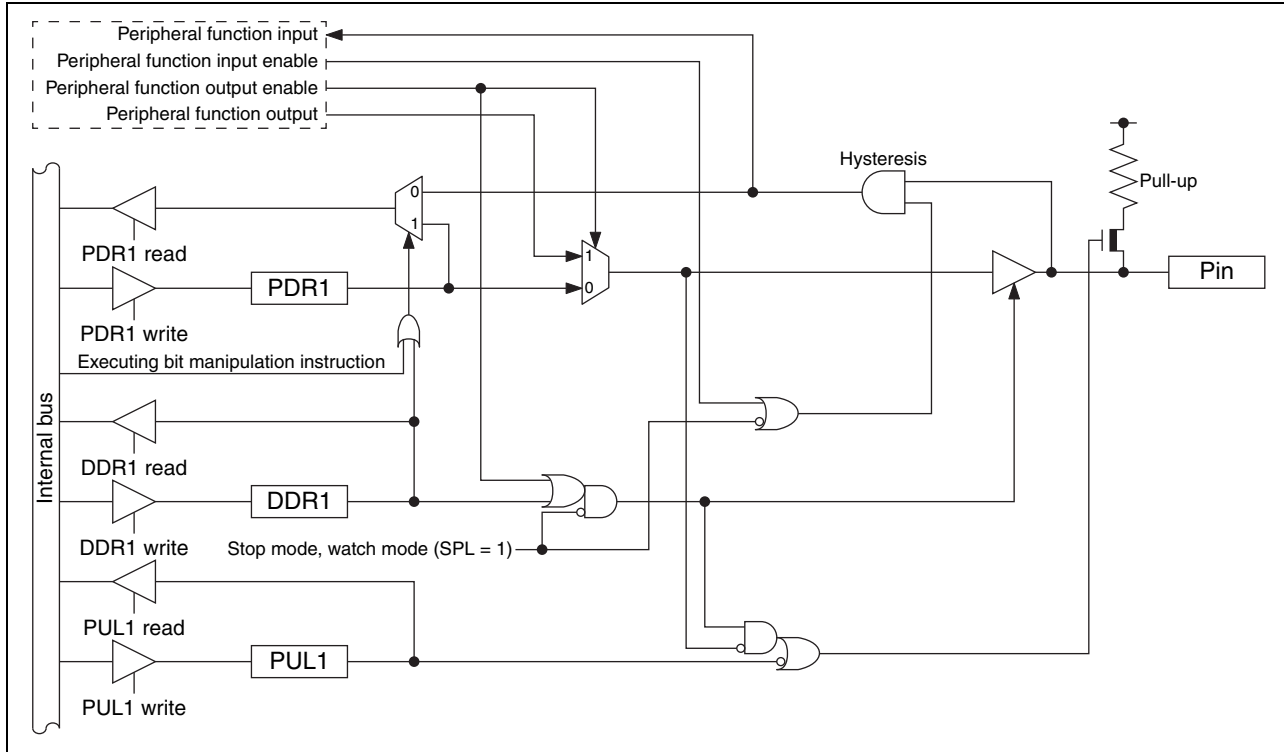 Peripheral function input
Peripheral function input enable
Peripheral function output enable
Peripheral function output
Hysteresis
Pull-up
0
1
PDR1 read
1
0
PDR1
Pin
PDR1 write
Executing bit manipulation instruction
Internal bus
DDR1 read
DDR1
DDR1 write
Stop mode, watch mode (SPL = 1)
PUL1 read
PUL1
PUL1 write